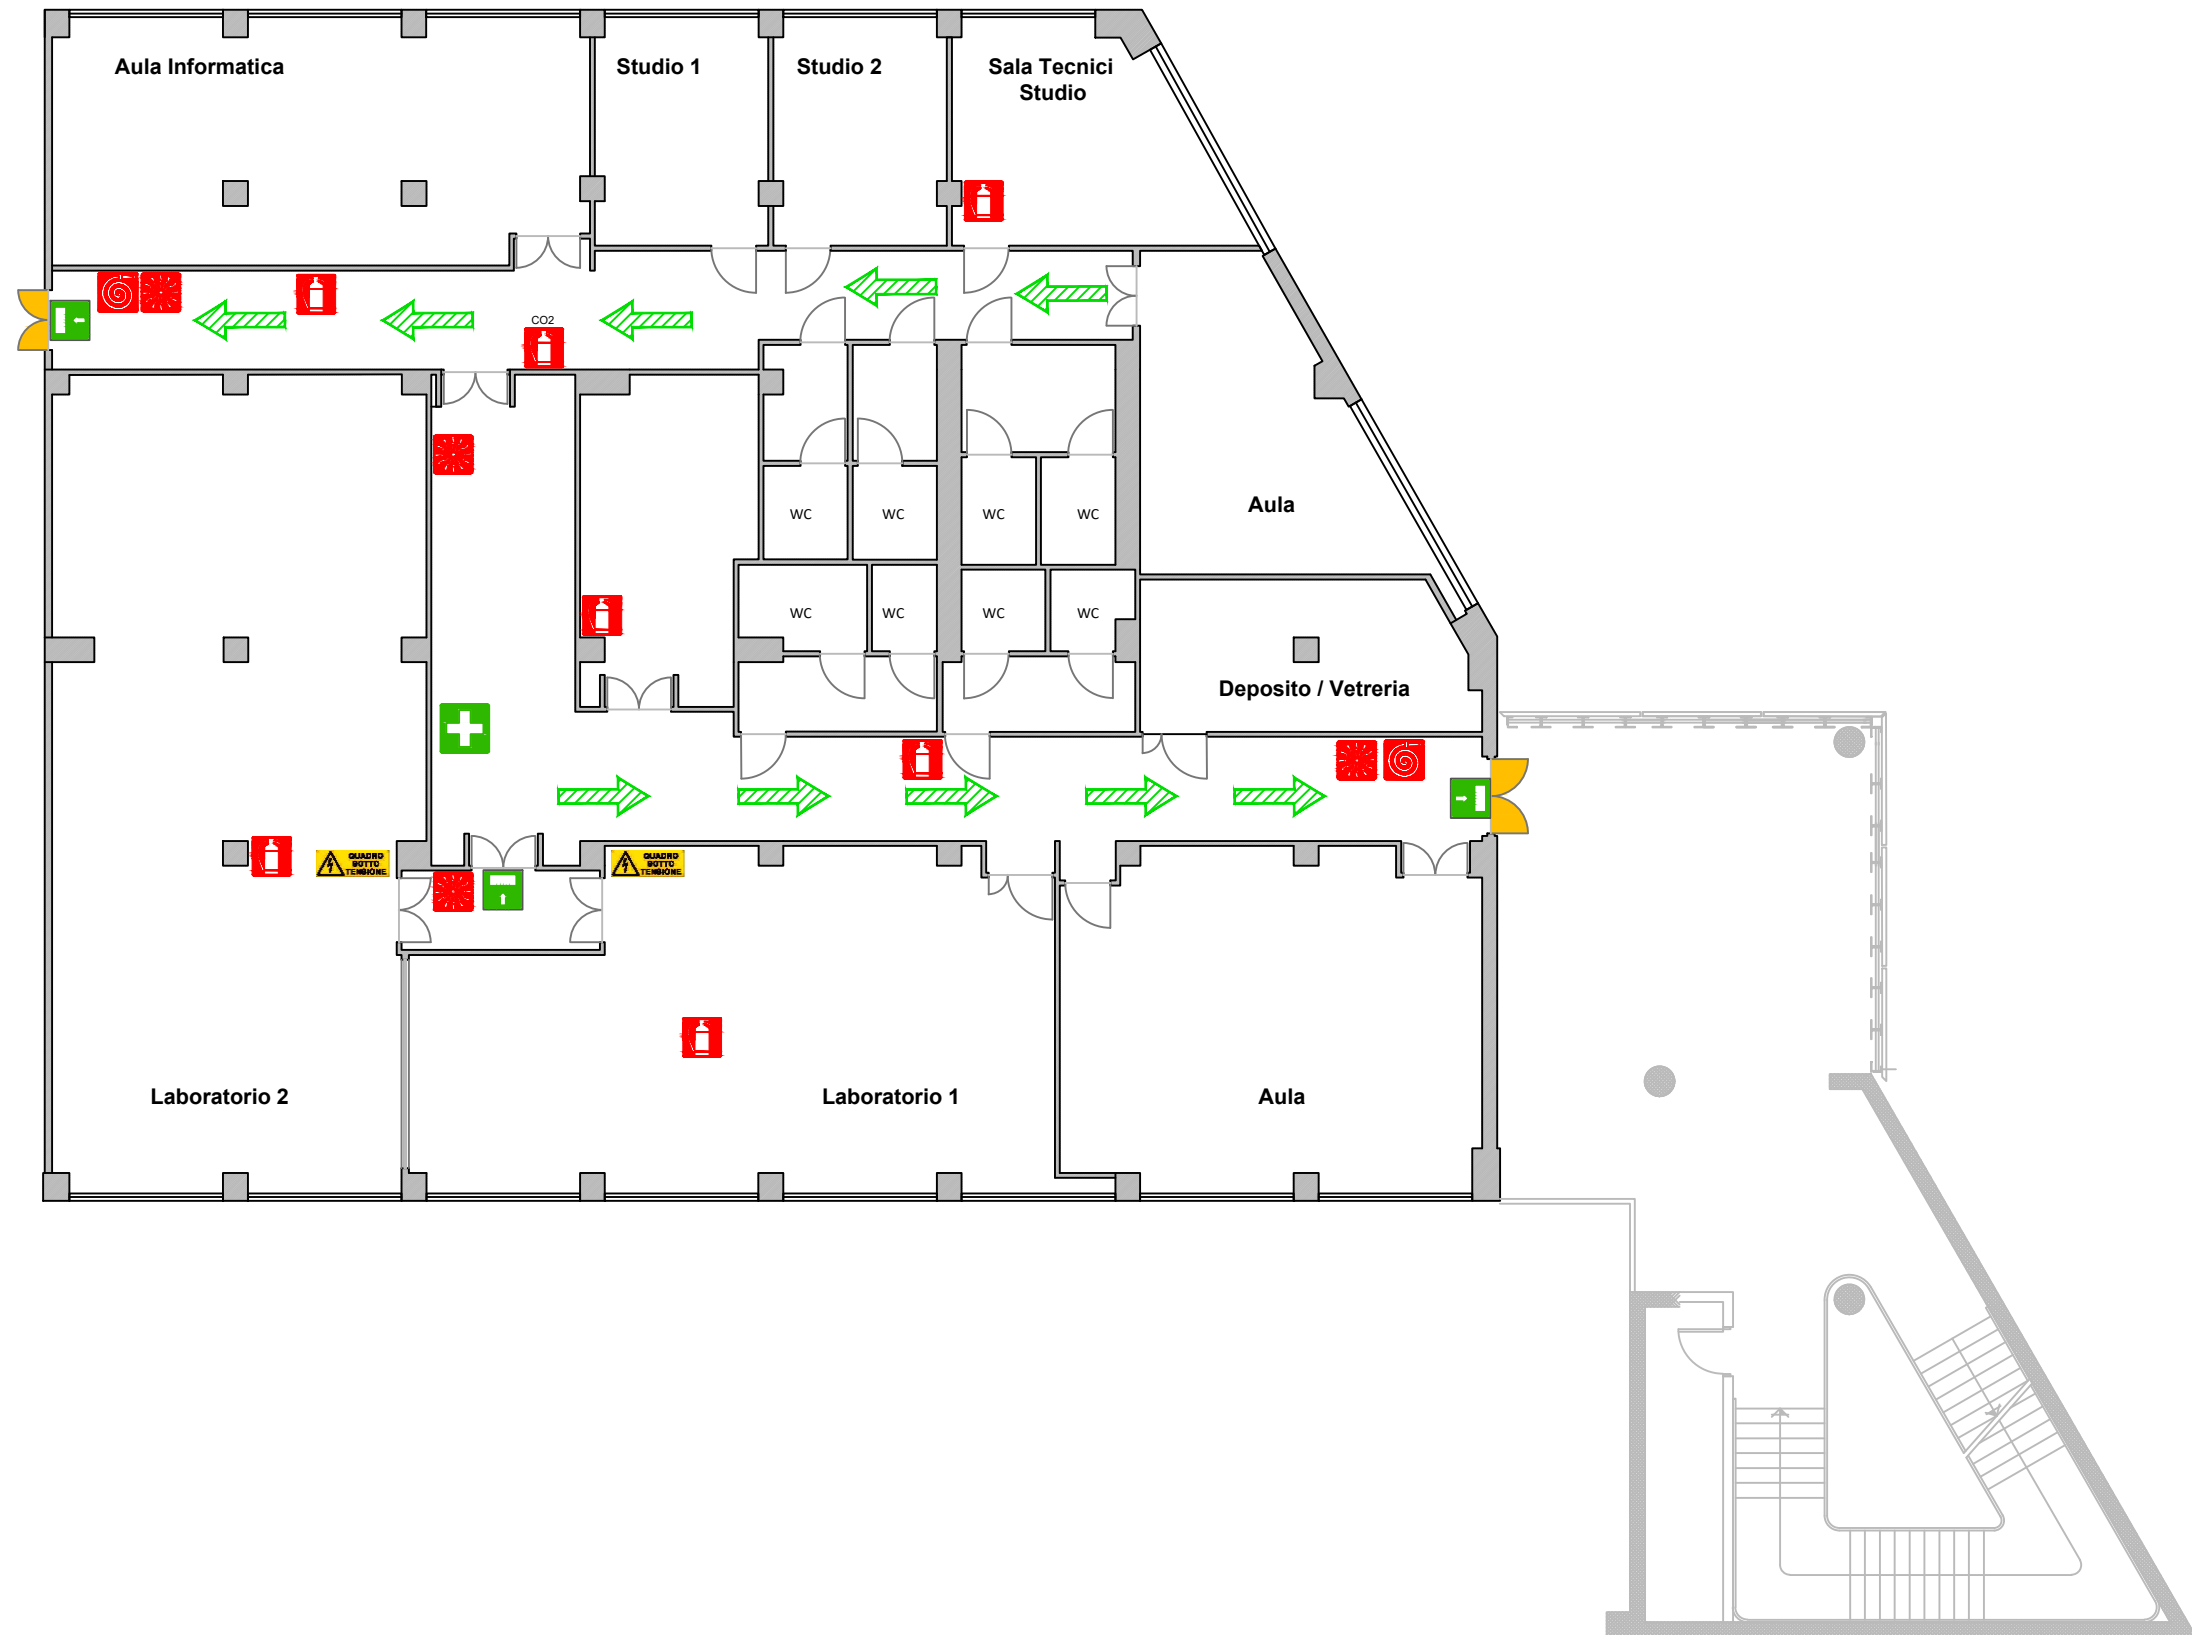 Aula Informatica
Studio 1
Studio 2
Sala Tecnici
Studio
CO2
Aula
WC
WC
WC
WC
WC
WC
WC
WC
Deposito / Vetreria
QUADRO
SOTTO
TENSIONE
QUADRO
SOTTO
TENSIONE
Laboratorio 2
Laboratorio 1
Aula